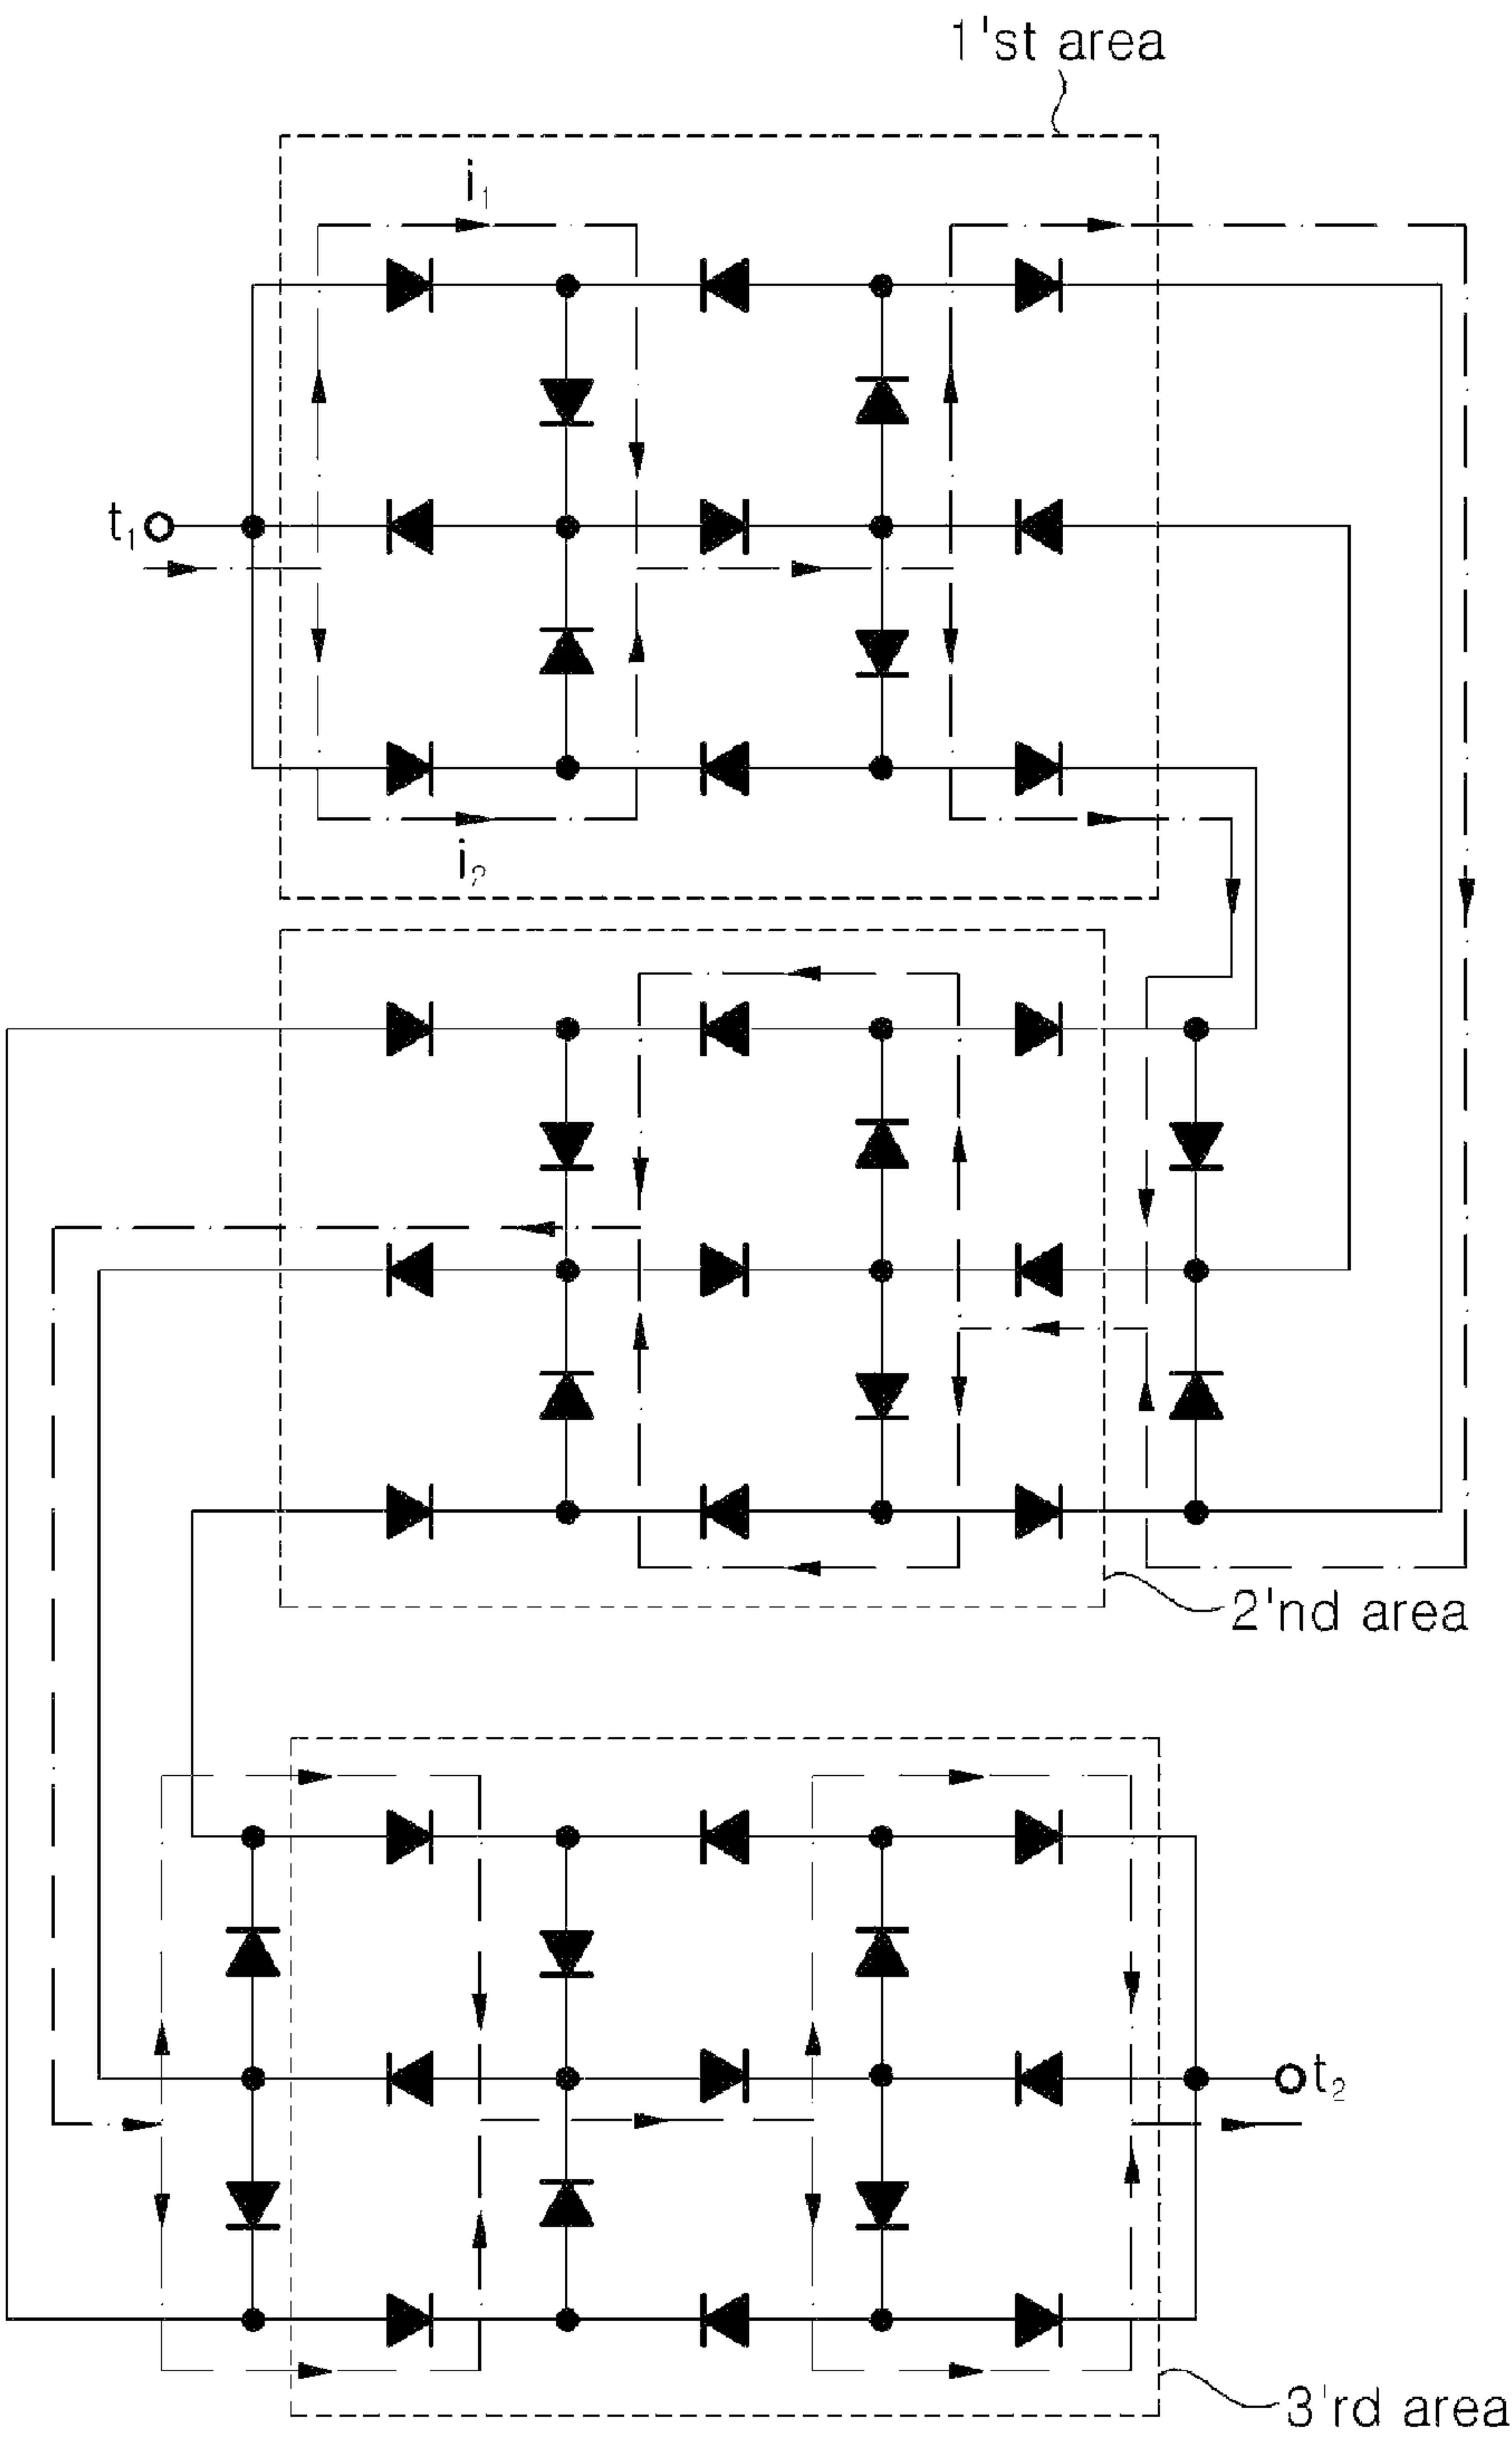 1'st area
i₁
t₁
i₂
2'nd area
t₂
3'rd area